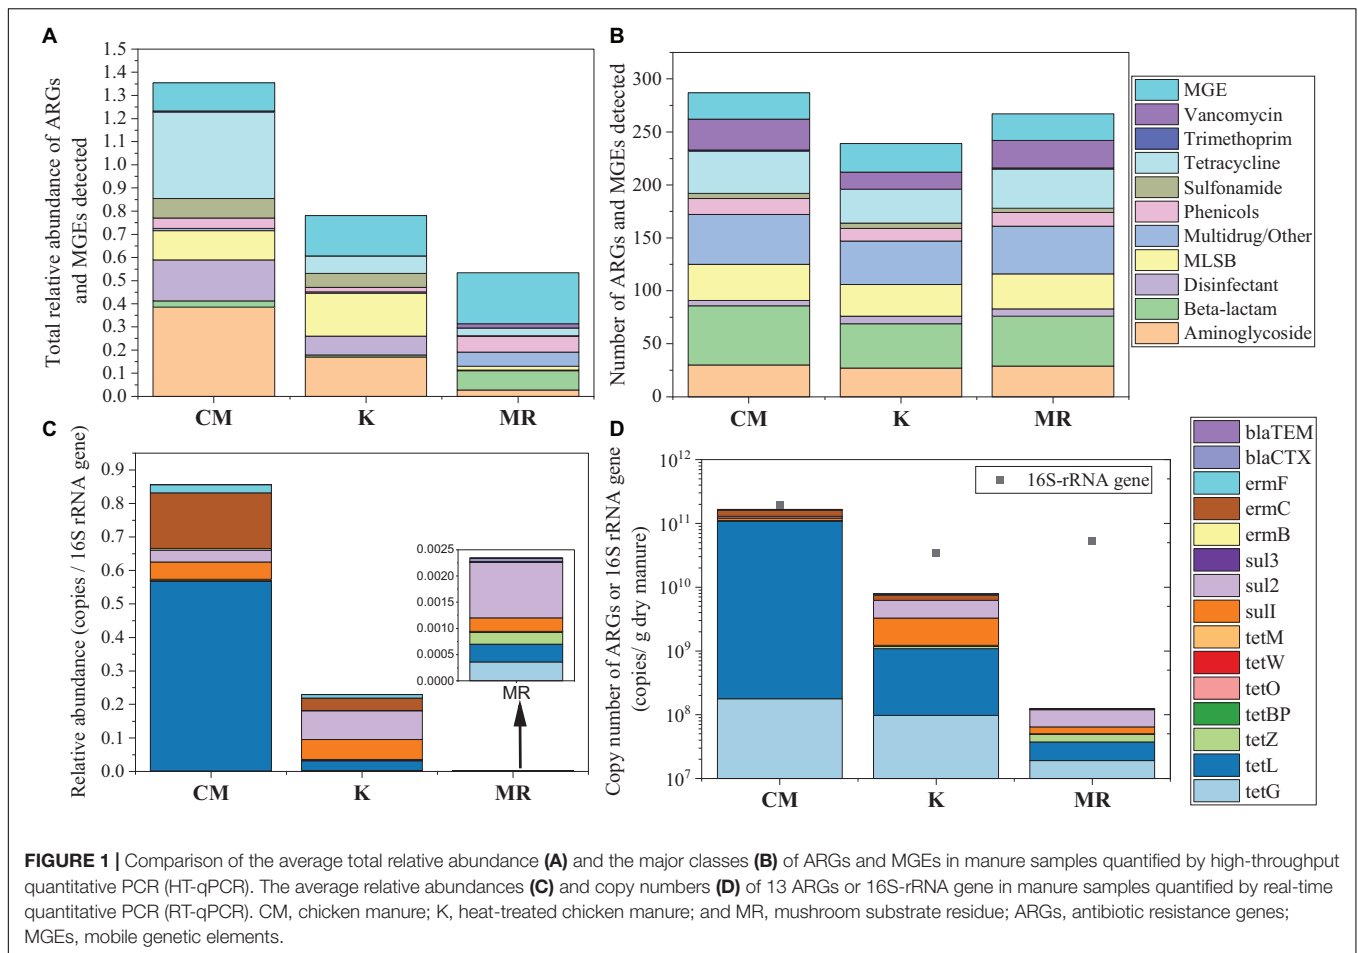 A
1.5
1.4
1.3
1.2
1.1
1.0
0.9
0.8
0.7
0.6
0.5
0.4
0.3
0.2
0.1
0.0
Total relative abundance of ARGs
and MGEs detected
CM K MR
B
300
250
200
150
100
50
0
Number of ARGs and MGEs detected
CM K MR
MGE
Vancomycin
Trimethoprim
Tetracycline
Sulfonamide
Phenicols
Multidrug/Other
MLSB
Disinfectant
Beta-lactam
Aminoglycoside
C
0.9
0.8
0.7
0.6
0.5
0.4
0.3
0.2
0.1
0.0
Relative abundance (copies / 16S rRNA gene)
0.0025
0.0020
0.0015
0.0010
0.0005
0.0000
MR
CM K MR
D
10^12
10^11
10^10
10^9
10^8
10^7
Copy number of ARGs or 16S rRNA gene
(copies/ g dry manure)
16S-rRNA gene
CM K MR
blaTEM
blaCTX
ermF
ermC
ermB
sul3
sul2
sulI
tetM
tetW
tetO
tetBP
tetZ
tetL
tetG
FIGURE 1 | Comparison of the average total relative abundance (A) and the major classes (B) of ARGs and MGEs in manure samples quantified by high-throughput
quantitative PCR (HT-qPCR). The average relative abundances (C) and copy numbers (D) of 13 ARGs or 16S-rRNA gene in manure samples quantified by real-time
quantitative PCR (RT-qPCR). CM, chicken manure; K, heat-treated chicken manure; and MR, mushroom substrate residue; ARGs, antibiotic resistance genes;
MGEs, mobile genetic elements.